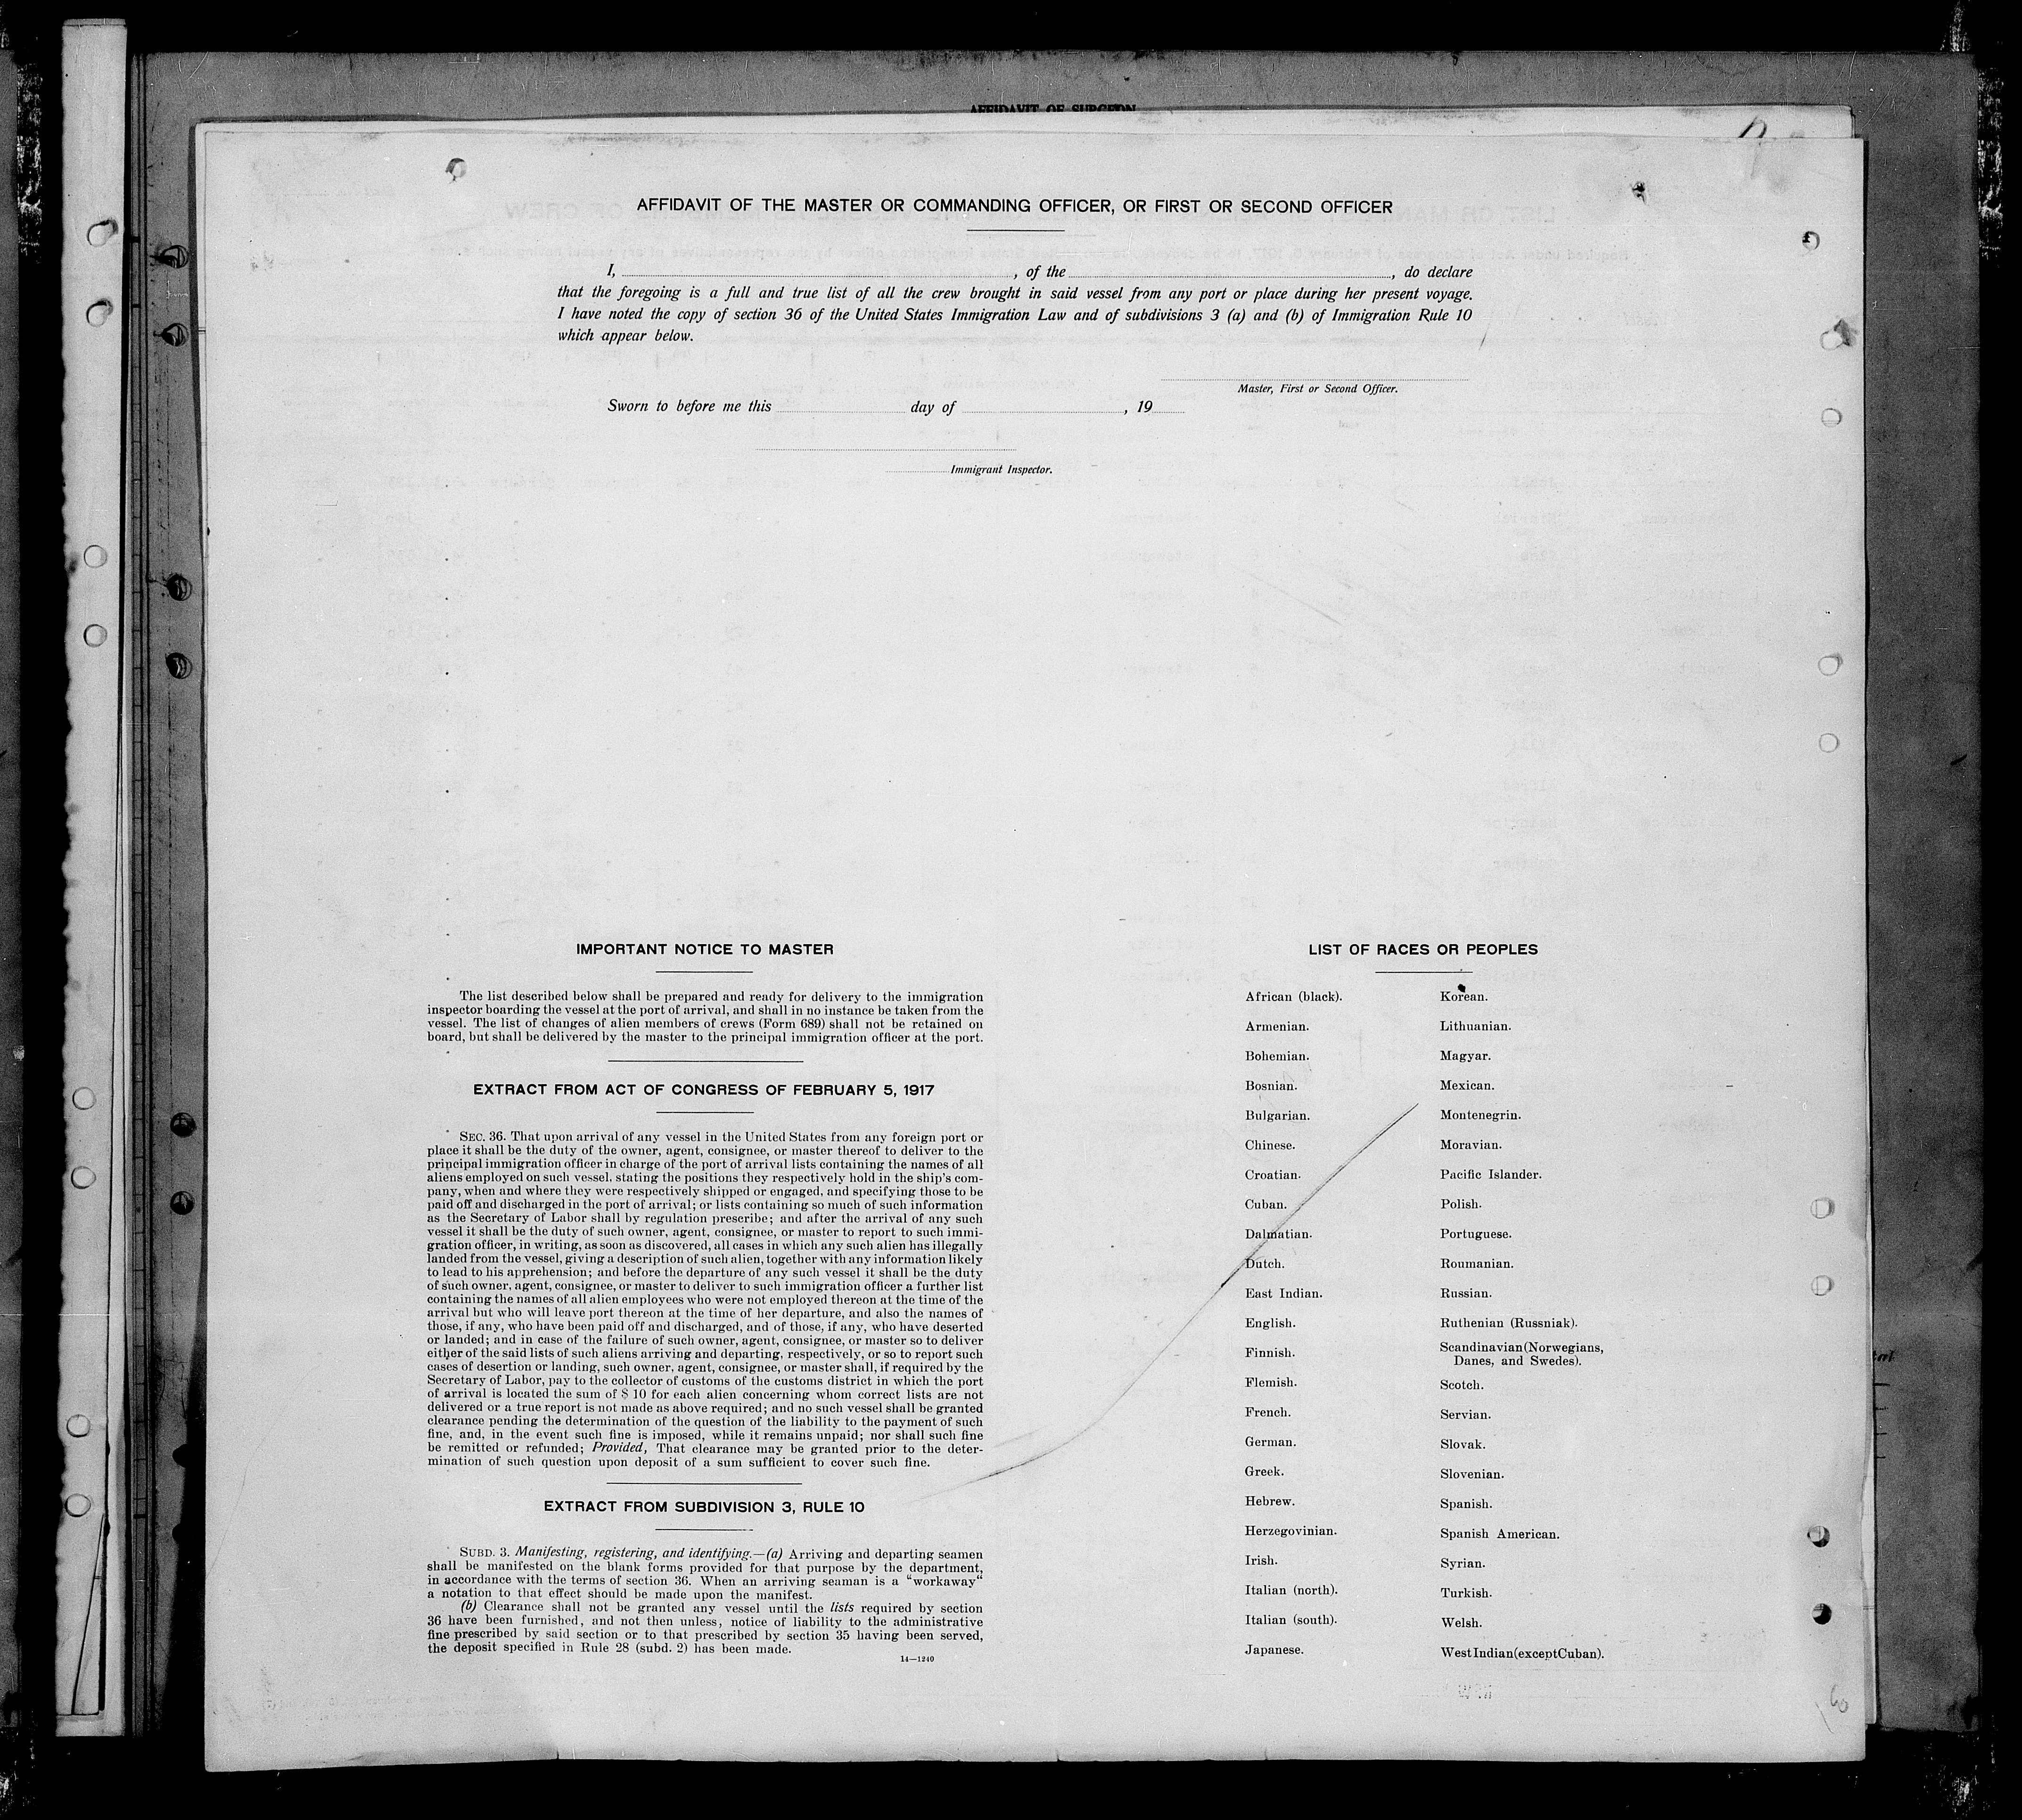 AFFIDAVIT OF SURGEON
AFFIDAVIT OF THE MASTER OR COMMANDING OFFICER, OR FIRST OR SECOND OFFICER
I, , of the , do declare
that the foregoing is a full and true list of all the crew brought in said vessel from any port or place during her present voyage.
I have noted the copy of section 36 of the United States Immigration Law and of subdivisions 3 (a) and (b) of Immigration Rule 10
which appear below.
Master, First or Second Officer.
Sworn to before me this day of , 19
Immigrant Inspector.
IMPORTANT NOTICE TO MASTER
The list described below shall be prepared and ready for delivery to the immigration
inspector boarding the vessel at the port of arrival, and shall in no instance be taken from the
vessel. The list of changes of alien members of crews (Form 689) shall not be retained on
board, but shall be delivered by the master to the principal immigration officer at the port.
EXTRACT FROM ACT OF CONGRESS OF FEBRUARY 5, 1917
SEC. 36. That upon arrival of any vessel in the United States from any foreign port or
place it shall be the duty of the owner, agent, consignee, or master thereof to deliver to the
principal immigration officer in charge of the port of arrival lists containing the names of all
aliens employed on such vessel, stating the positions they respectively hold in the ship's com-
pany, when and where they were respectively shipped or engaged, and specifying those to be
paid off and discharged in the port of arrival; or lists containing so much of such information
as the Secretary of Labor shall by regulation prescribe; and after the arrival of any such
vessel it shall be the duty of such owner, agent, consignee, or master to report to such immi-
gration officer, in writing, as soon as discovered, all cases in which any such alien has illegally
landed from the vessel, giving a description of such alien, together with any information likely
to lead to his apprehension; and before the departure of any such vessel it shall be the duty
of such owner, agent, consignee, or master to deliver to such immigration officer a further list
containing the names of all alien employees who were not employed thereon at the time of the
arrival but who will leave port thereon at the time of her departure, and also the names of
those, if any, who have been paid off and discharged, and of those, if any, who have deserted
or landed; and in case of the failure of such owner, agent, consignee, or master so to deliver
either of the said lists of such aliens arriving and departing, respectively, or so to report such
cases of desertion or landing, such owner, agent, consignee, or master shall, if required by the
Secretary of Labor, pay to the collector of customs of the customs district in which the port
of arrival is located the sum of $ 10 for each alien concerning whom correct lists are not
delivered or a true report is not made as above required; and no such vessel shall be granted
clearance pending the determination of the question of the liability to the payment of such
fine, and, in the event such fine is imposed, while it remains unpaid; nor shall such fine
be remitted or refunded; Provided, That clearance may be granted prior to the deter-
mination of such question upon deposit of a sum sufficient to cover such fine.
EXTRACT FROM SUBDIVISION 3, RULE 10
SUBD. 3. Manifesting, registering, and identifying.—(a) Arriving and departing seamen
shall be manifested on the blank forms provided for that purpose by the department,
in accordance with the terms of section 36. When an arriving seaman is a "workaway"
a notation to that effect should be made upon the manifest.
(b) Clearance shall not be granted any vessel until the lists required by section
36 have been furnished, and not then unless, notice of liability to the administrative
fine prescribed by said section or to that prescribed by section 35 having been served,
the deposit specified in Rule 28 (subd. 2) has been made.
14—1240
LIST OF RACES OR PEOPLES
African (black).
Armenian.
Bohemian.
Bosnian.
Bulgarian.
Chinese.
Croatian.
Cuban.
Dalmatian.
Dutch.
East Indian.
English.
Finnish.
Flemish.
French.
German.
Greek.
Hebrew.
Herzegovinian.
Irish.
Italian (north).
Italian (south).
Japanese.
Korean.
Lithuanian.
Magyar.
Mexican.
Montenegrin.
Moravian.
Pacific Islander.
Polish.
Portuguese.
Roumanian.
Russian.
Ruthenian (Russniak).
Scandinavian (Norwegians,
Danes, and Swedes).
Scotch.
Servian.
Slovak.
Slovenian.
Spanish.
Spanish American.
Syrian.
Turkish.
Welsh.
West Indian (except Cuban).